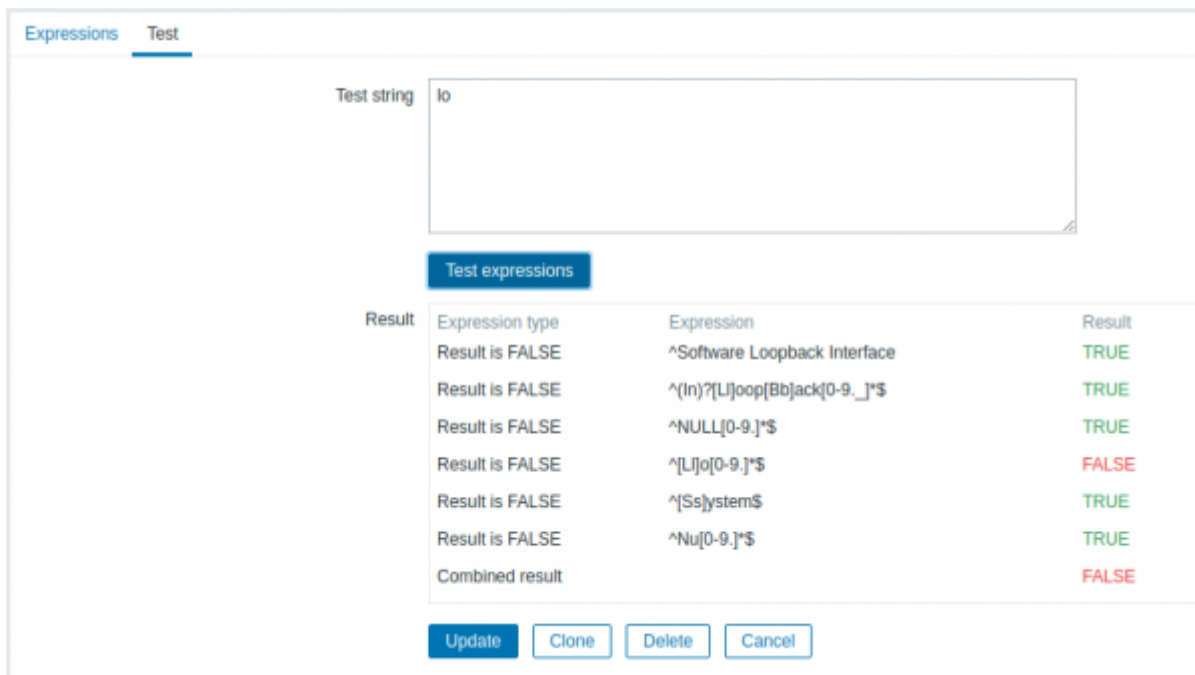 Expressions Test
Test string lo
Test expressions
Result Expression type Expression Result
Result is FALSE ^Software Loopback Interface TRUE
Result is FALSE ^(In)?[Ll]oop[Bb]ack[0-9._]*$ TRUE
Result is FALSE ^NULL[0-9.]*$ TRUE
Result is FALSE ^[Ll]o[0-9.]*$ FALSE
Result is FALSE ^[Ss]ystem$ TRUE
Result is FALSE ^Nu[0-9.]*$ TRUE
Combined result FALSE
Update Clone Delete Cancel